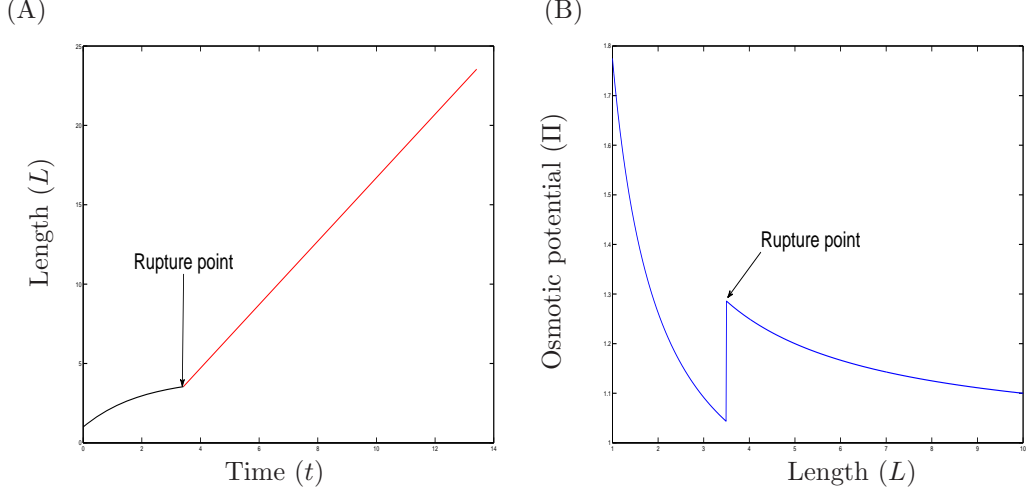 (A)
25
20
15
10
5
0
0 2 4 6 8 10 12 14
Length (L)
Time (t)
Rupture point
(B)
1.8
1.7
1.6
1.5
1.4
1.3
1.2
1.1
1
1 2 3 4 5 6 7 8 9 10
Osmotic potential (Π)
Length (L)
Rupture point